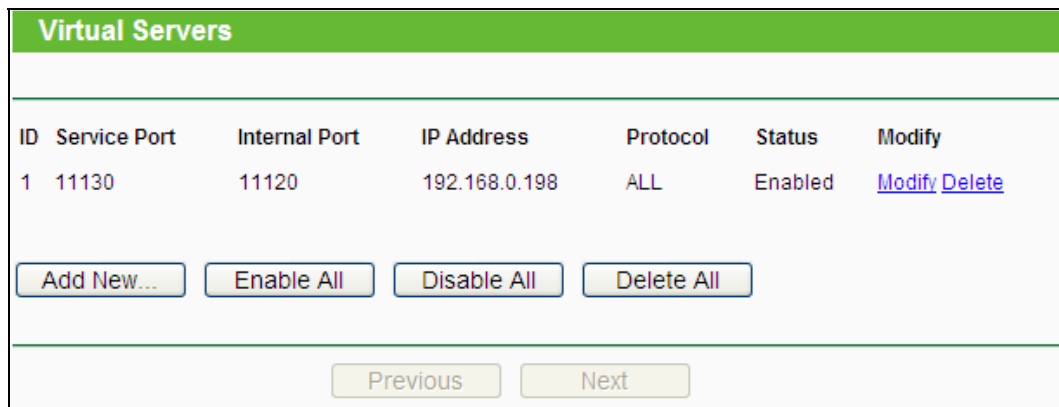 Virtual Servers
ID Service Port Internal Port IP Address Protocol Status Modify
1 11130 11120 192.168.0.198 ALL Enabled Modify Delete
Add New... Enable All Disable All Delete All
Previous Next